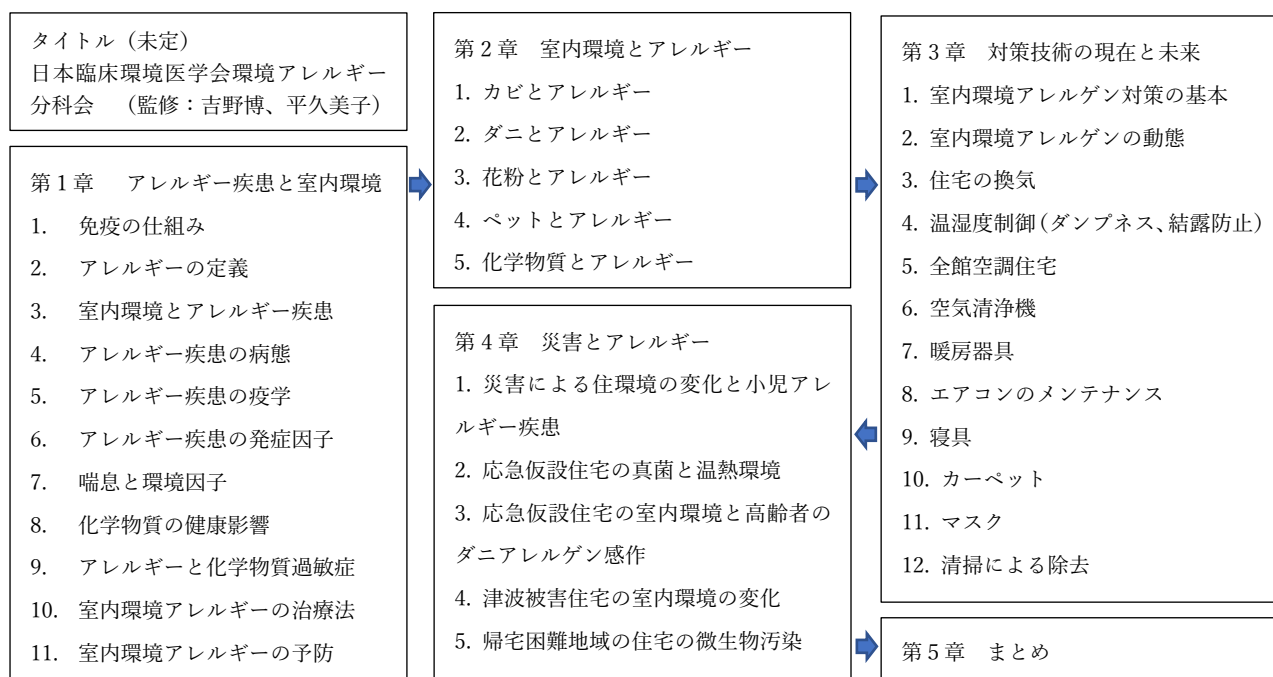 タイトル（未定）
日本臨床環境医学会環境アレルギー
分科会　（監修：吉野博、平久美子）
第1章　アレルギー疾患と室内環境
1.　免疫の仕組み
2.　アレルギーの定義
3.　室内環境とアレルギー疾患
4.　アレルギー疾患の病態
5.　アレルギー疾患の疫学
6.　アレルギー疾患の発症因子
7.　喘息と環境因子
8.　化学物質の健康影響
9.　アレルギーと化学物質過敏症
10.　室内環境アレルギーの治療法
11.　室内環境アレルギーの予防
第2章　室内環境とアレルギー
1. カビとアレルギー
2. ダニとアレルギー
3. 花粉とアレルギー
4. ペットとアレルギー
5. 化学物質とアレルギー
第3章　対策技術の現在と未来
1. 室内環境アレルゲン対策の基本
2. 室内環境アレルゲンの動態
3. 住宅の換気
4. 温湿度制御（ダンプネス、結露防止）
5. 全館空調住宅
6. 空気清浄機
7. 暖房器具
8. エアコンのメンテナンス
9. 寝具
10. カーペット
11. マスク
12. 清掃による除去
第4章　災害とアレルギー
1. 災害による住環境の変化と小児アレ
ルギー疾患
2. 応急仮設住宅の真菌と温熱環境
3. 応急仮設住宅の室内環境と高齢者の
ダニアレルゲン感作
4. 津波被害住宅の室内環境の変化
5. 帰宅困難地域の住宅の微生物汚染
第5章　まとめ